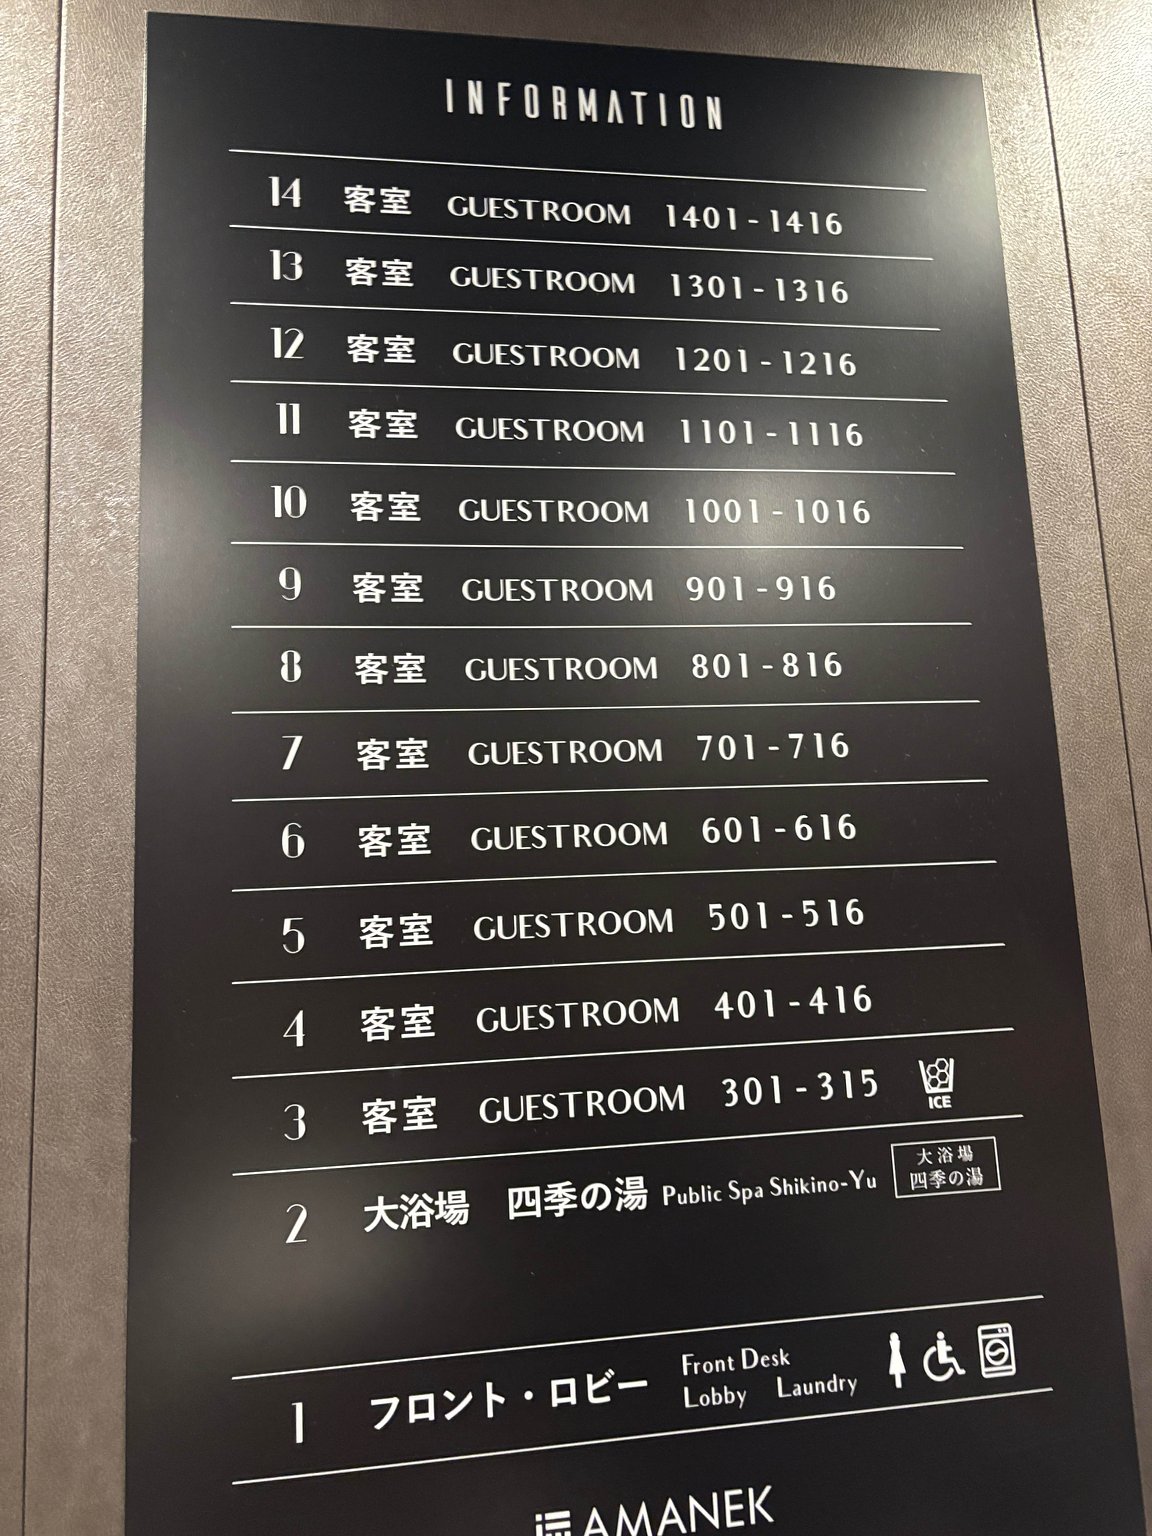 INFORMATION
14 客室 GUESTROOM 1401-1416
13 客室 GUESTROOM 1301-1316
12 客室 GUESTROOM 1201-1216
11 客室 GUESTROOM 1101-1116
10 客室 GUESTROOM 1001-1016
9 客室 GUESTROOM 901-916
8 客室 GUESTROOM 801-816
7 客室 GUESTROOM 701-716
6 客室 GUESTROOM 601-616
5 客室 GUESTROOM 501-516
4 客室 GUESTROOM 401-416
3 客室 GUESTROOM 301-315 ICE
2 大浴場 四季の湯 Public Spa Shikino-Yu
大浴場
四季の湯
1 フロント・ロビー
Front Desk
Lobby Laundry
AMANEK